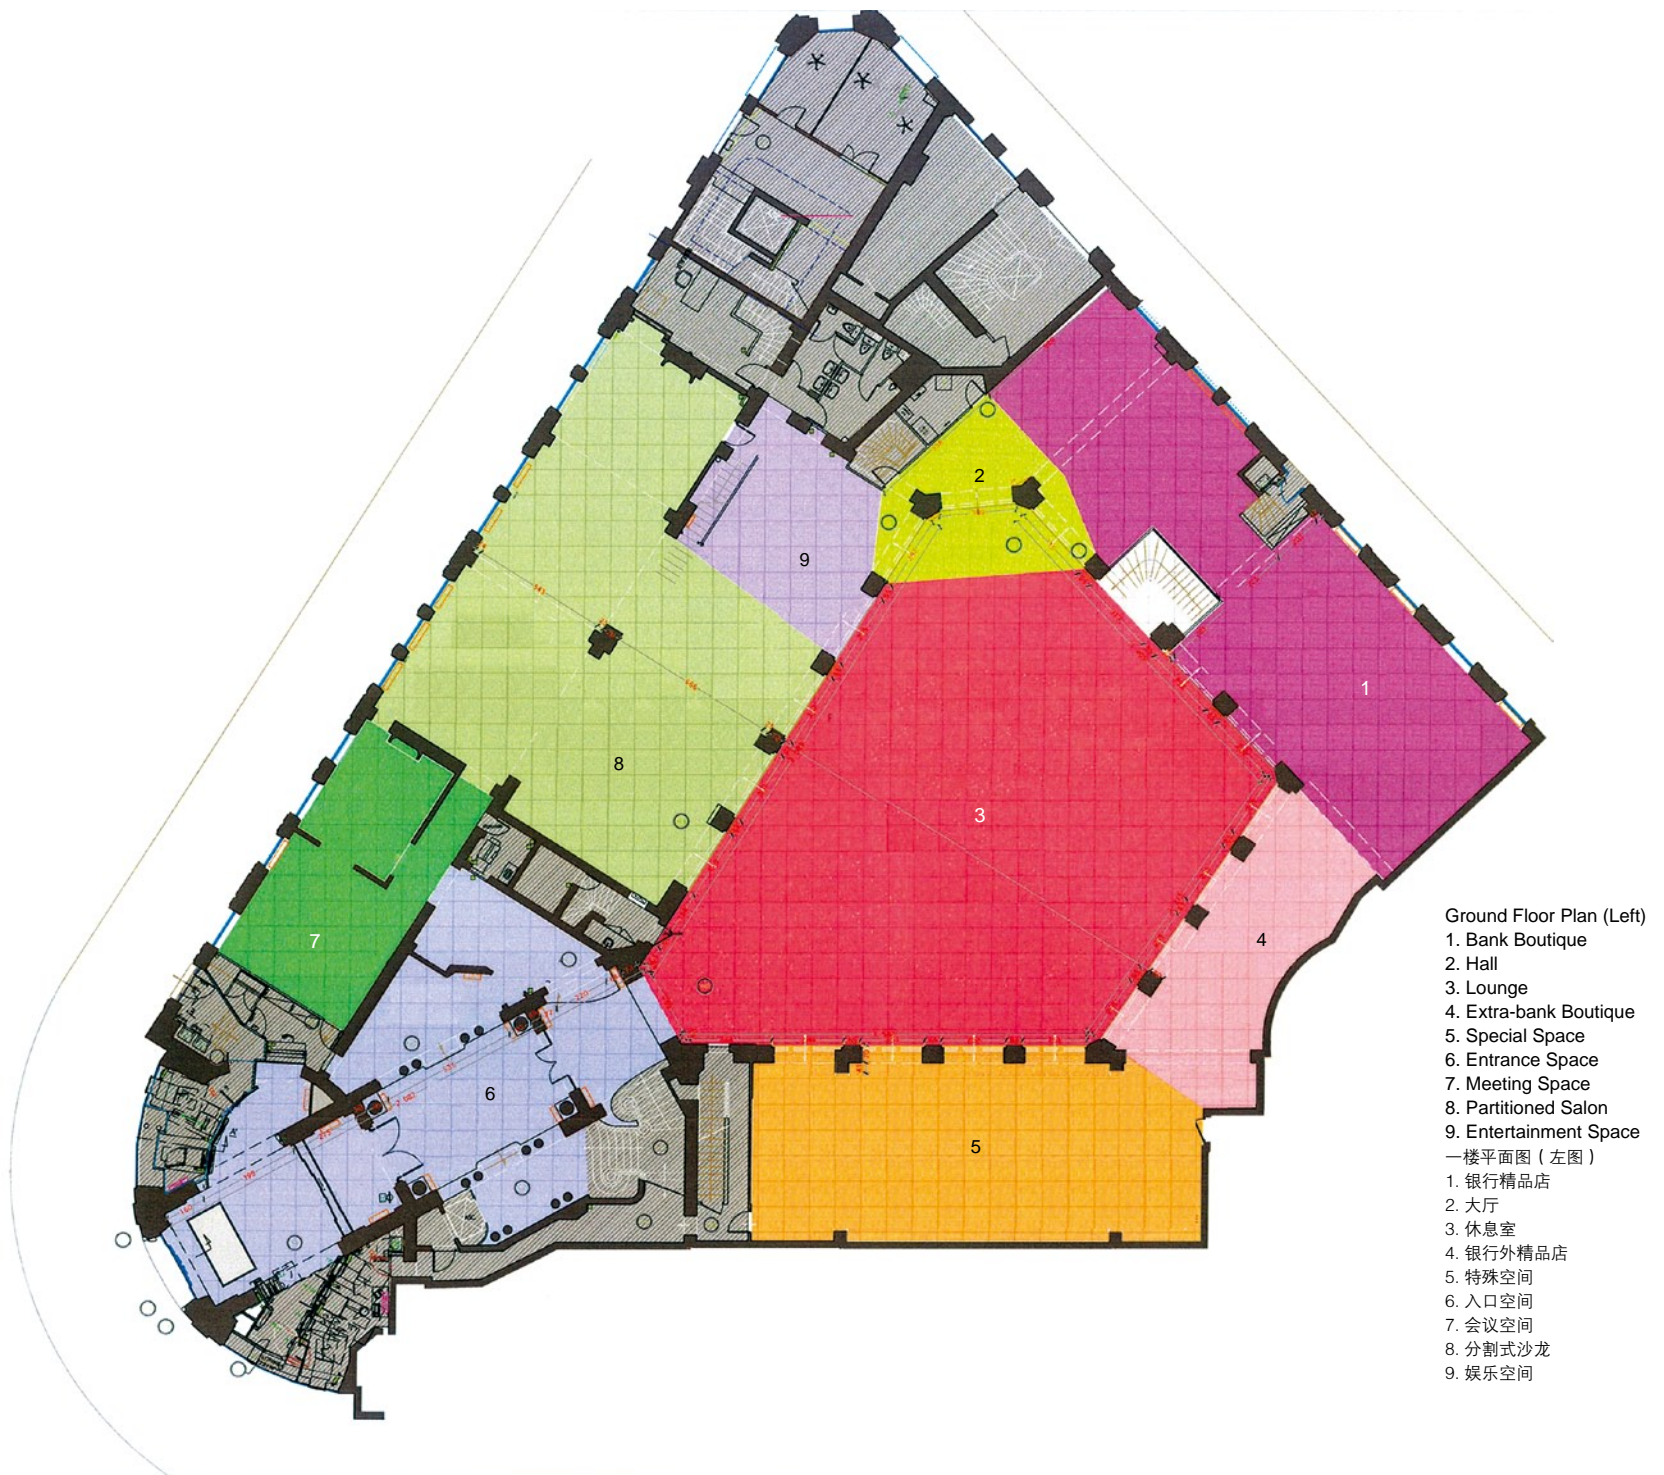 2
9
1
8
3
7
4
6
5
Ground Floor Plan (Left)
1. Bank Boutique
2. Hall
3. Lounge
4. Extra-bank Boutique
5. Special Space
6. Entrance Space
7. Meeting Space
8. Partitioned Salon
9. Entertainment Space
一楼平面图（左图）
1. 银行精品店
2. 大厅
3. 休息室
4. 银行外精品店
5. 特殊空间
6. 入口空间
7. 会议空间
8. 分割式沙龙
9. 娱乐空间